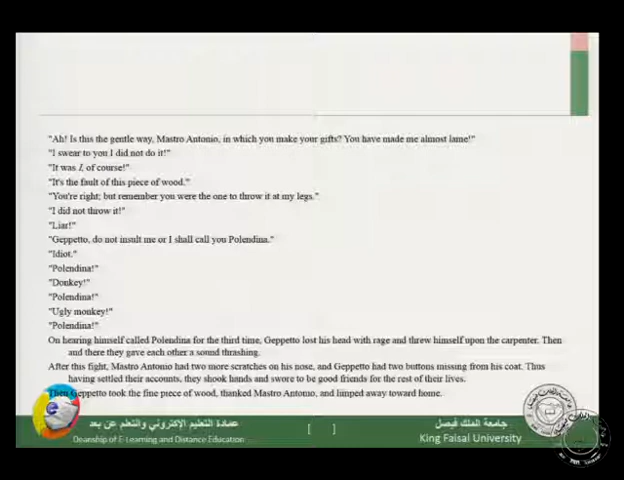 "Ah! Is this the gentle way, Mastro Antonio, in which you make your gifts? You have made me almost lame!"
"I swear to you I did not do it!"
"It was I, of course!"
"It's the fault of this piece of wood."
"You're right; but remember you were the one to throw it at my legs."
"I did not throw it!"
"Liar!"
"Geppetto, do not insult me or I shall call you Polendina."
"Idiot."
"Polendina!"
"Donkey!"
"Polendina!"
"Ugly monkey!"
"Polendina!"
On hearing himself called Polendina for the third time, Geppetto lost his head with rage and threw himself upon the carpenter. Then
and there they gave each other a sound thrashing.
After this fight, Mastro Antonio had two more scratches on his nose, and Geppetto had two buttons missing from his coat. Thus
having settled their accounts, they shook hands and swore to be good friends for the rest of their lives.
Then Geppetto took the fine piece of wood, thanked Mastro Antonio, and limped away toward home.
عمادة التعليم الإلكتروني والتعلم عن بعد
Deanship of E-Learning and Distance Education
[ ]
جامعة الملك فيصل
King Faisal University